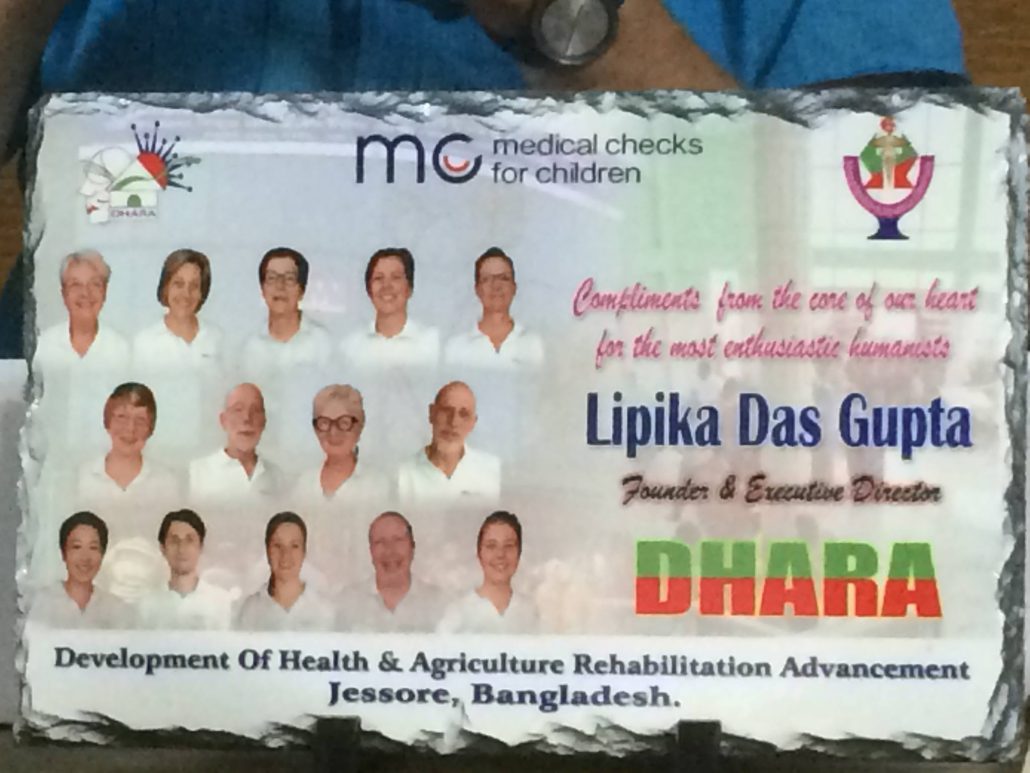 DHARA
mc medical checks
for children
Compliments from the core of our heart
for the most enthusiastic humanists
Lipika Das Gupta
Founder & Executive Director
DHARA
Development Of Health & Agriculture Rehabilitation Advancement
Jessore, Bangladesh.